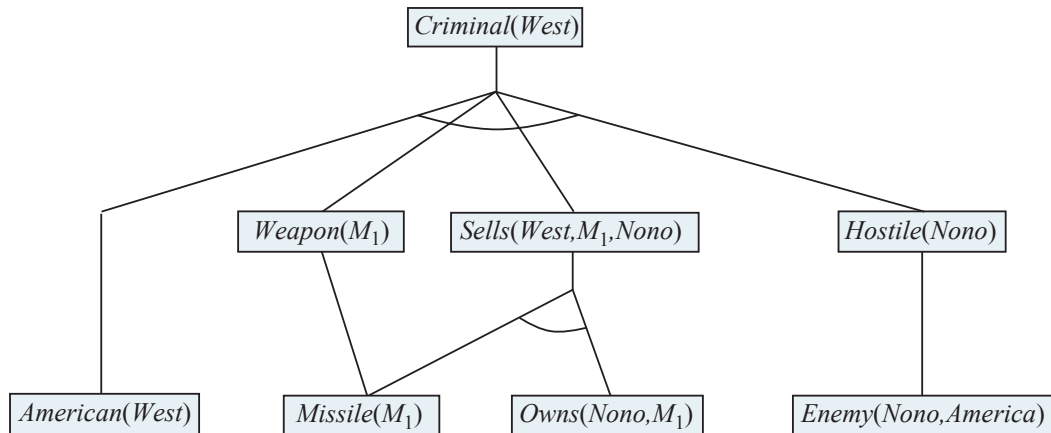 Criminal(West)
Weapon(M₁)
Sells(West,M₁,Nono)
Hostile(Nono)
American(West)
Missile(M₁)
Owns(Nono,M₁)
Enemy(Nono,America)